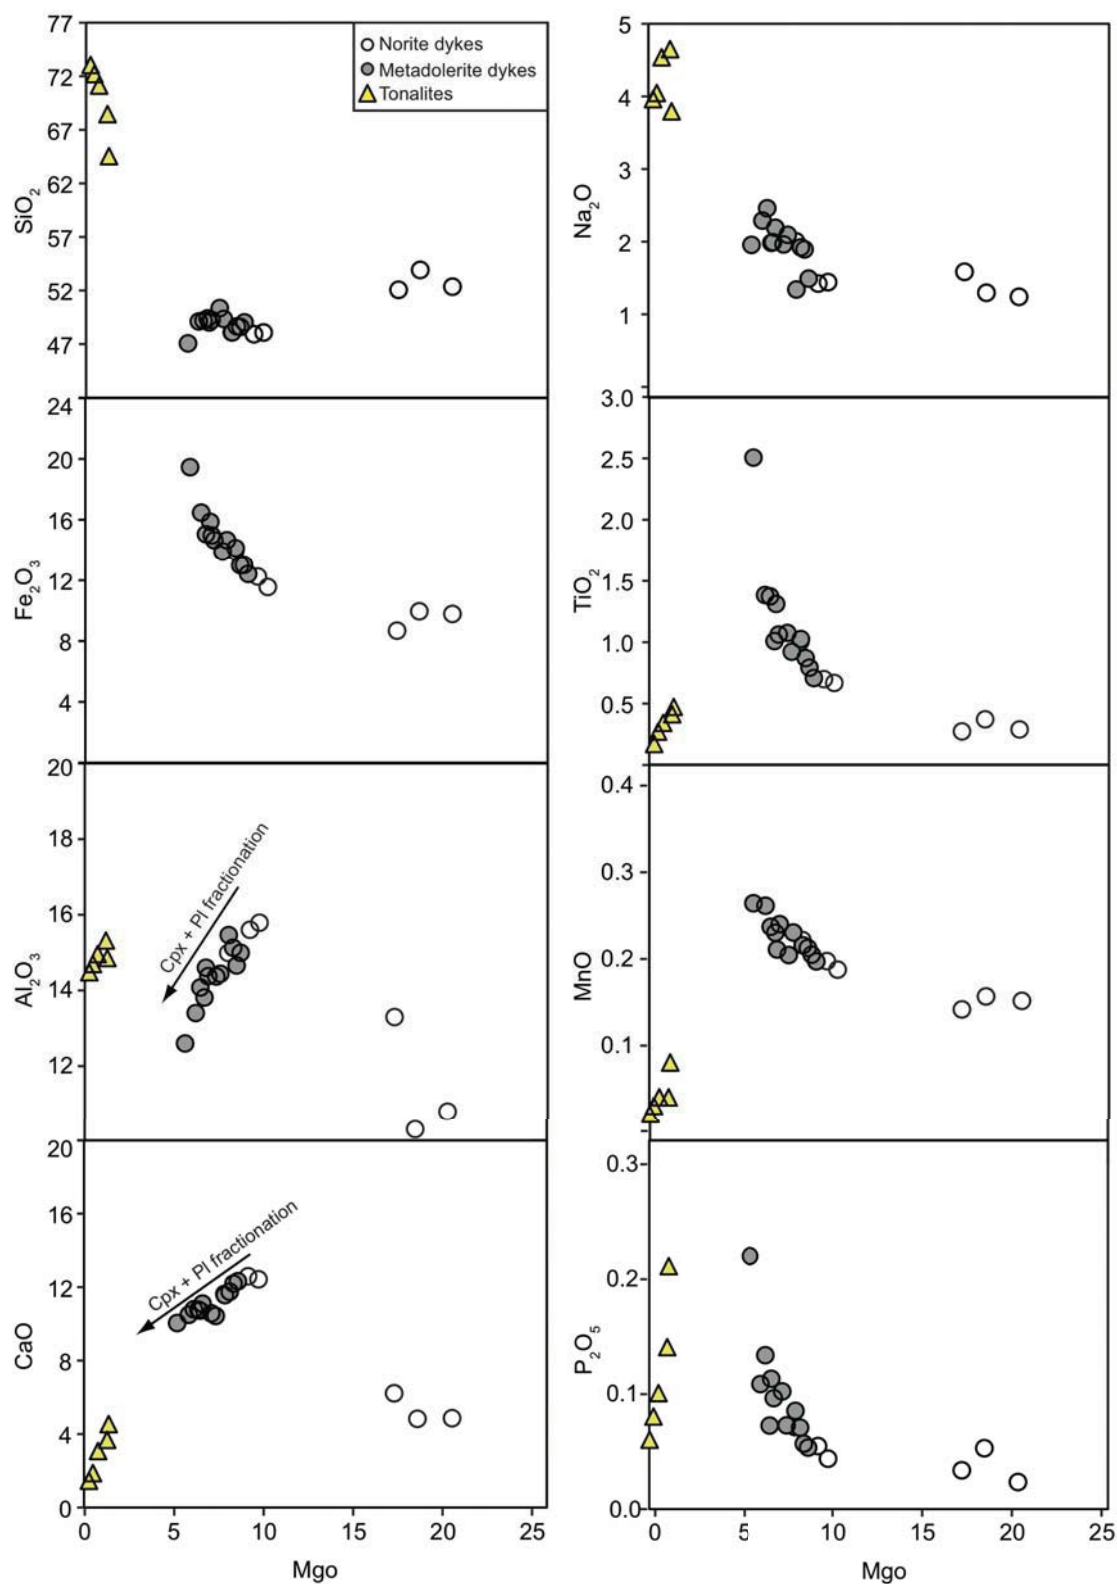 77
72
67
62
57
52
47
SiO₂
Norite dykes
Metadolerite dykes
Tonalites
5
4
3
2
1
Na₂O
24
20
16
12
8
4
Fe₂O₃
3.0
2.5
2.0
1.5
1.0
0.5
TiO₂
20
18
16
14
12
Al₂O₃
Cpx + Pl fractionation
0.4
0.3
0.2
0.1
MnO
20
16
12
8
4
0
CaO
Cpx + Pl fractionation
0 5 10 15 20 25
Mgo
0.3
0.2
0.1
0.0
P₂O₅
0 5 10 15 20 25
Mgo